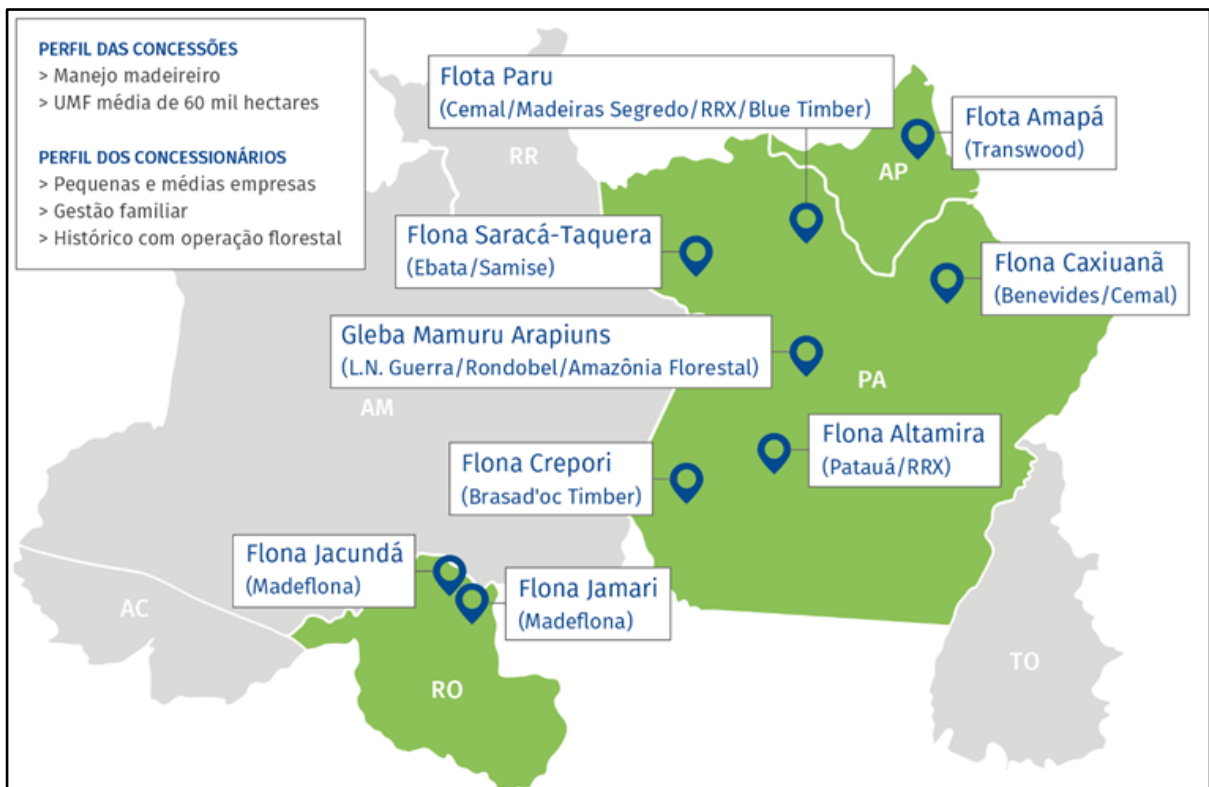 PERFIL DAS CONCESSÕES
> Manejo madeireiro
> UMF média de 60 mil hectares
PERFIL DOS CONCESSIONÁRIOS
> Pequenas e médias empresas
> Gestão familiar
> Histórico com operação florestal
Flota Paru
(Cemal/Madeiras Segredo/RRX/Blue Timber)
Flota Amapá
(Transwood)
RR
AP
Flona Saracá-Taquera
(Ebata/Samise)
Flona Caxiuanã
(Benevides/Cemal)
Gleba Mamuru Arapiuns
(L.N. Guerra/Rondobel/Amazônia Florestal)
AM
PA
Flona Altamira
(Patauá/RRX)
Flona Crepori
(Brasad'oc Timber)
Flona Jacundá
(Madeflona)
Flona Jamari
(Madeflona)
AC
RO
TO